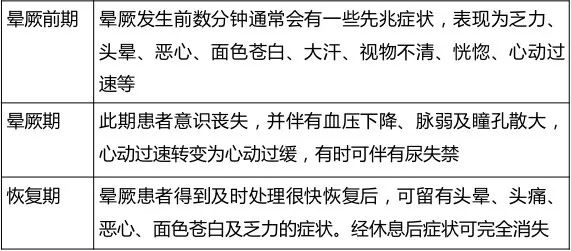 晕厥前期
晕厥发生前数分钟通常会有一些先兆症状，表现为乏力、
头晕、恶心、面色苍白、大汗、视物不清、恍惚、心动过
速等
晕厥期
此期患者意识丧失，并伴有血压下降、脉弱及瞳孔散大，
心动过速转变为心动过缓，有时可伴有尿失禁
恢复期
晕厥患者得到及时处理很快恢复后，可留有头晕、头痛、
恶心、面色苍白及乏力的症状。经休息后症状可完全消失